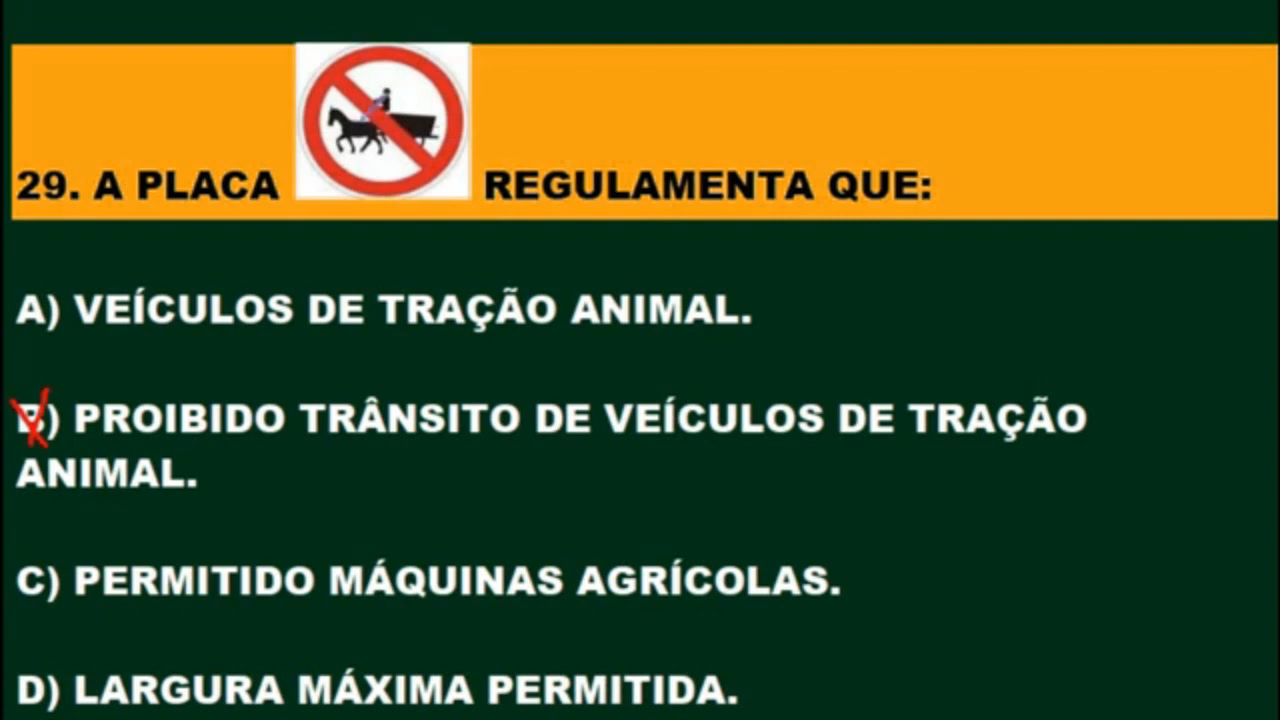 29. A PLACA REGULAMENTA QUE:
A) VEÍCULOS DE TRAÇÃO ANIMAL.
B) PROIBIDO TRÂNSITO DE VEÍCULOS DE TRAÇÃO
ANIMAL.
C) PERMITIDO MÁQUINAS AGRÍCOLAS.
D) LARGURA MÁXIMA PERMITIDA.